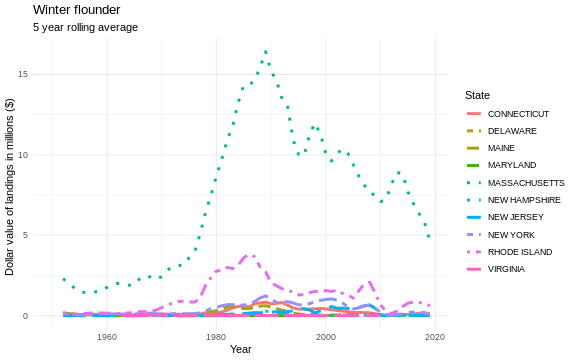 Winter flounder
5 year rolling average
Dollar value of landings in millions ($)
15
10
5
0
1960
1980
2000
2020
Year
State
CONNECTICUT
DELAWARE
MAINE
MARYLAND
MASSACHUSETTS
NEW HAMPSHIRE
NEW JERSEY
NEW YORK
RHODE ISLAND
VIRGINIA